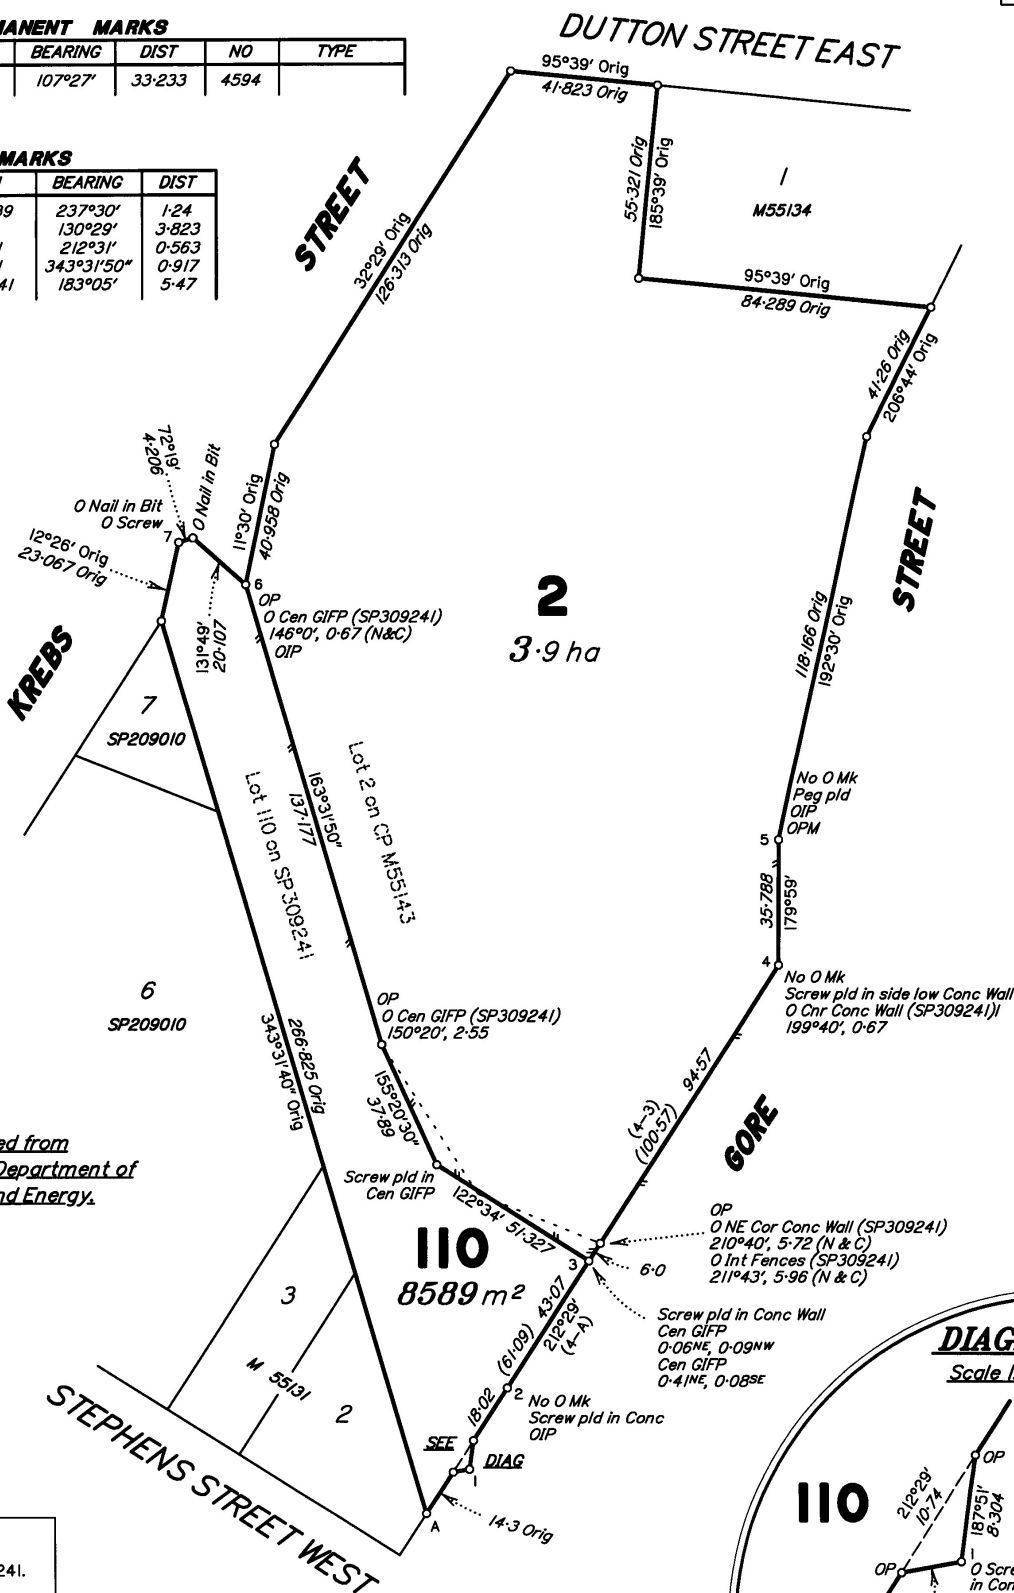 MANENT MARKS
BEARING DIST NO TYPE
107°27' 33·233 4594
MARKS
BEARING DIST
39 237°30' 1·24
130°29' 3·823
212°31' 0·563
343°31'50" 0·917
41 183°05' 5·47
DUTTON STREET EAST
95°39' Orig
41·823 Orig
55·321 Orig
185°39' Orig
1
M55134
95°39' Orig
84·289 Orig
STREET
32°29' Orig
126·313 Orig
41·26 Orig
206°44' Orig
72°19'
4·206
O Nail in Bit
O Nail in Bit
O Screw
7
12°26' Orig
23·067 Orig
11°30' Orig
40·958 Orig
131°49'
20·107
6
OP
O Cen GIFP (SP309241)
146°0', 0·67 (N&C)
OIP
2
3·9 ha
STREET
118·166 Orig
192°30' Orig
KREBS
7
SP209010
Lot 110 on SP309241
163°31'50"
137·177
Lot 2 on CP M55143
No O Mk
Peg pld
OIP
OPM
5
35·788
179°59'
4
No O Mk
Screw pld in side low Conc Wall
O Cnr Conc Wall (SP309241)
199°40', 0·67
6
SP209010
OP
O Cen GIFP (SP309241)
150°20', 2·55
266·825 Orig
343°31'40" Orig
155°20'30"
37·89
94·57
(4–3)
(100·57)
GORE
ed from
Department of
nd Energy.
Screw pld in
Cen GIFP
122°34' 51·327
OP
O NE Cor Conc Wall (SP309241)
210°40', 5·72 (N & C)
O Int Fences (SP309241)
211°43', 5·96 (N & C)
110
8589 m²
3
6·0
Screw pld in Conc Wall
Cen GIFP
0·06NE, 0·09NW
Cen GIFP
0·41NE, 0·08SE
3
M 55131
2
(61·09) 43·07
212°29'
(4–A)
18·02
2
No O Mk
Screw pld in Conc
OIP
SEE
DIAG
1
14·3 Orig
A
STEPHENS STREET WEST
DIAG
Scale 1:
110
OP
212°29'
10·74
187°51'
8·304
1
OP
O Scre
in Con
241.